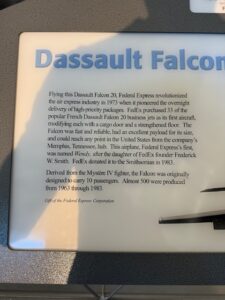 Dassault Falcon
Flying this Dassault Falcon 20, Federal Express revolutionized
the air express industry in 1973 when it pioneered the overnight
delivery of high-priority packages. FedEx purchased 33 of the
popular French Dassault Falcon 20 business jets as its first aircraft,
modifying each with a cargo door and a strengthened floor. The
Falcon was fast and reliable, had an excellent payload for its size,
and could reach any point in the United States from the company's
Memphis, Tennessee, hub. This airplane, Federal Express's first,
was named Wendy, after the daughter of FedEx founder Frederick
W. Smith. FedEx donated it to the Smithsonian in 1983.
Derived from the Mystère IV fighter, the Falcon was originally
designed to carry 10 passengers. Almost 500 were produced
from 1963 through 1983.
Gift of the Federal Express Corporation